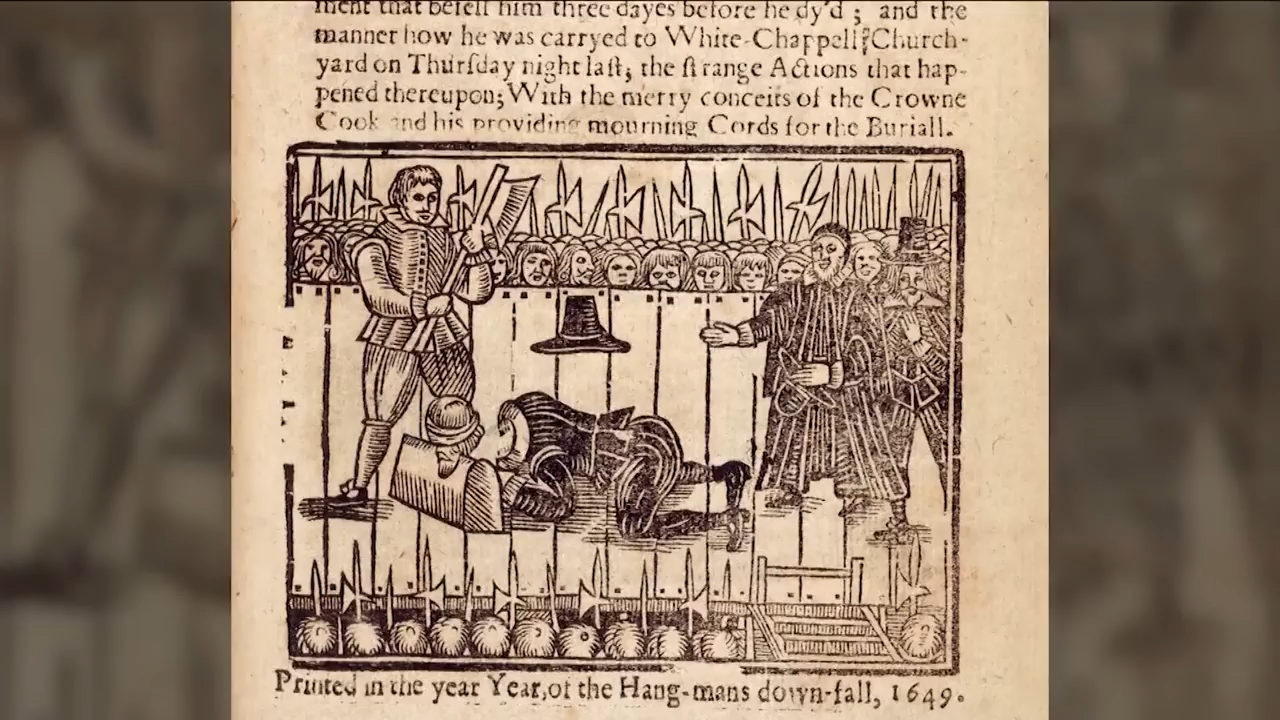 ment that befell him three dayes before he dy'd ; and the
manner how he was carryed to White-Chappell Church-
yard on Thurſday night laſt; the ſtrange Actions that hap-
pened thereupon; With the merry conceits of the Crowne
Cook and his providing mourning Cords for the Buriall.
Printed in the year Year, of the Hang-mans down-fall, 1649.